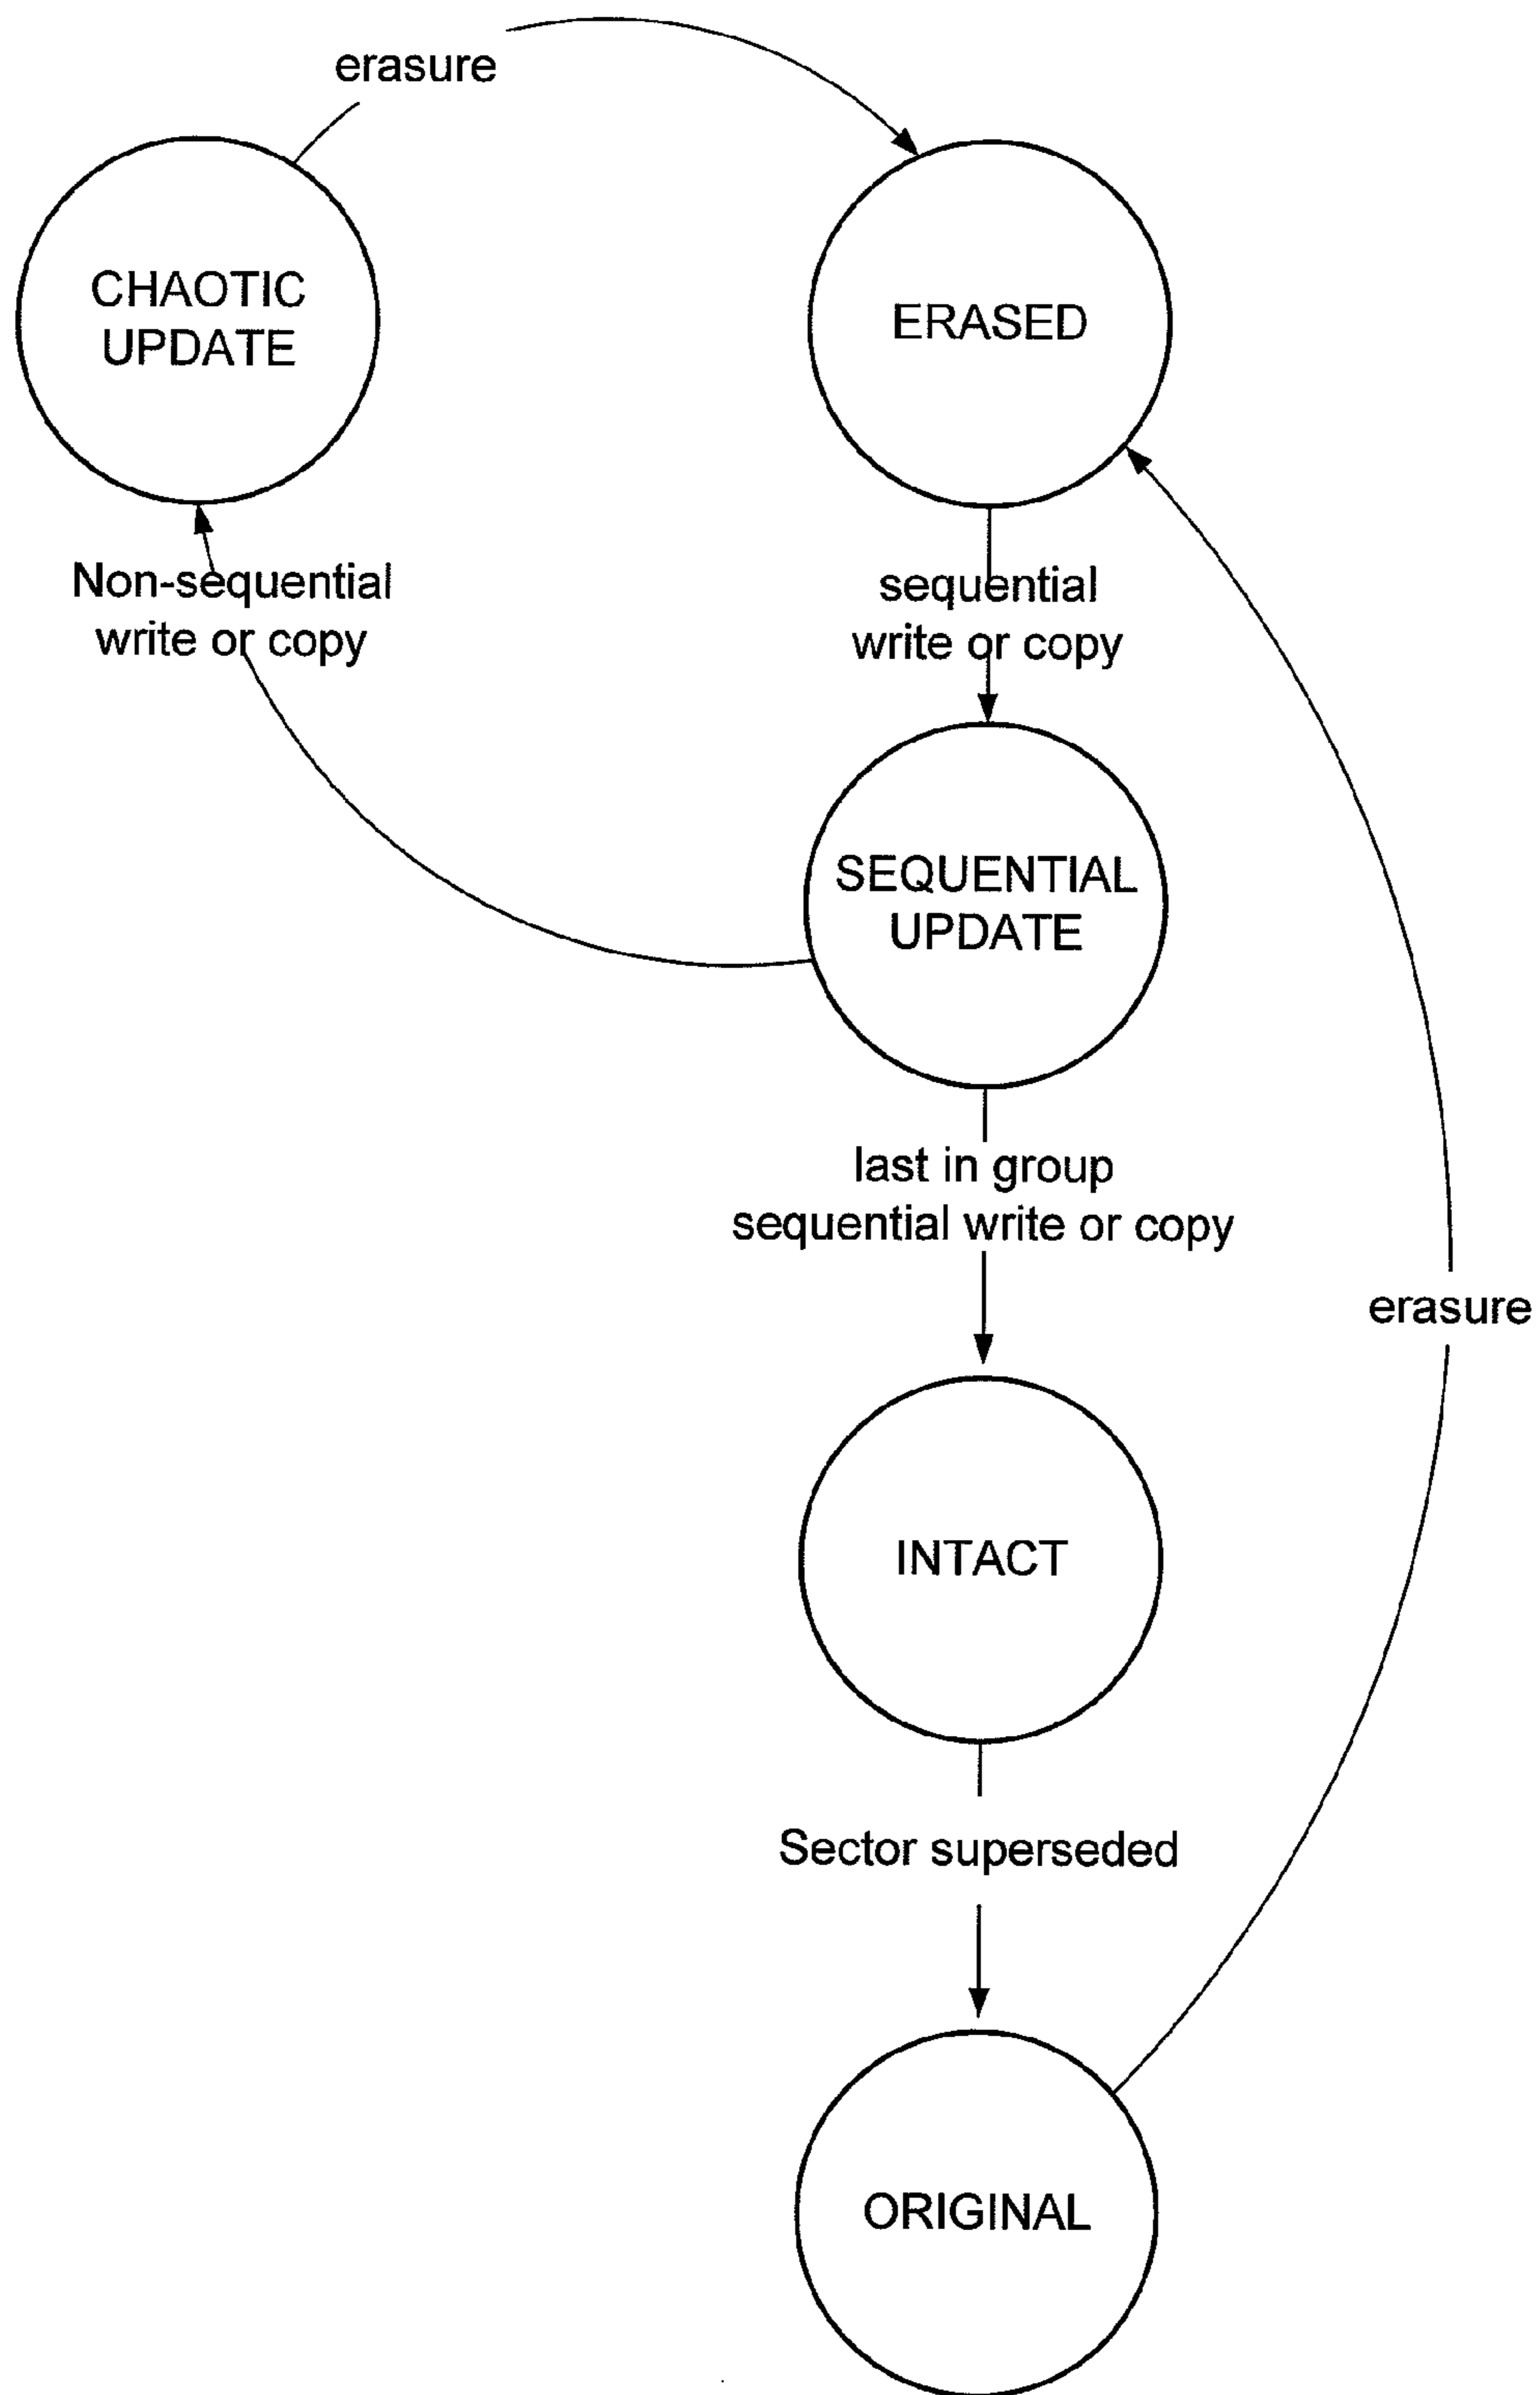 erasure
CHAOTIC
UPDATE
ERASED
Non-sequential
write or copy
sequential
write or copy
SEQUENTIAL
UPDATE
last in group
sequential write or copy
erasure
INTACT
Sector superseded
ORIGINAL